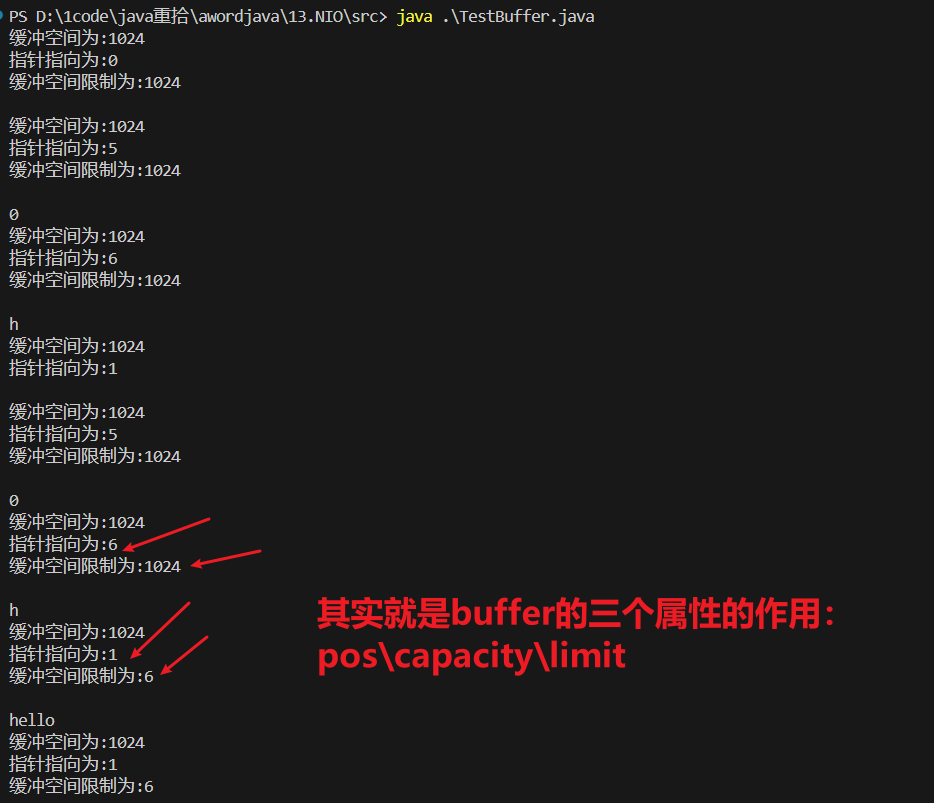 PS D:\1code\java重拾\awordjava\13.NIO\src> java .\TestBuffer.java
缓冲空间为:1024
指针指向为:0
缓冲空间限制为:1024
缓冲空间为:1024
指针指向为:5
缓冲空间限制为:1024
0
缓冲空间为:1024
指针指向为:6
缓冲空间限制为:1024
h
缓冲空间为:1024
指针指向为:1
缓冲空间为:1024
指针指向为:5
缓冲空间限制为:1024
0
缓冲空间为:1024
指针指向为:6
缓冲空间限制为:1024
h
缓冲空间为:1024
指针指向为:1
缓冲空间限制为:6
其实就是buffer的三个属性的作用：
pos\capacity\limit
hello
缓冲空间为:1024
指针指向为:1
缓冲空间限制为:6